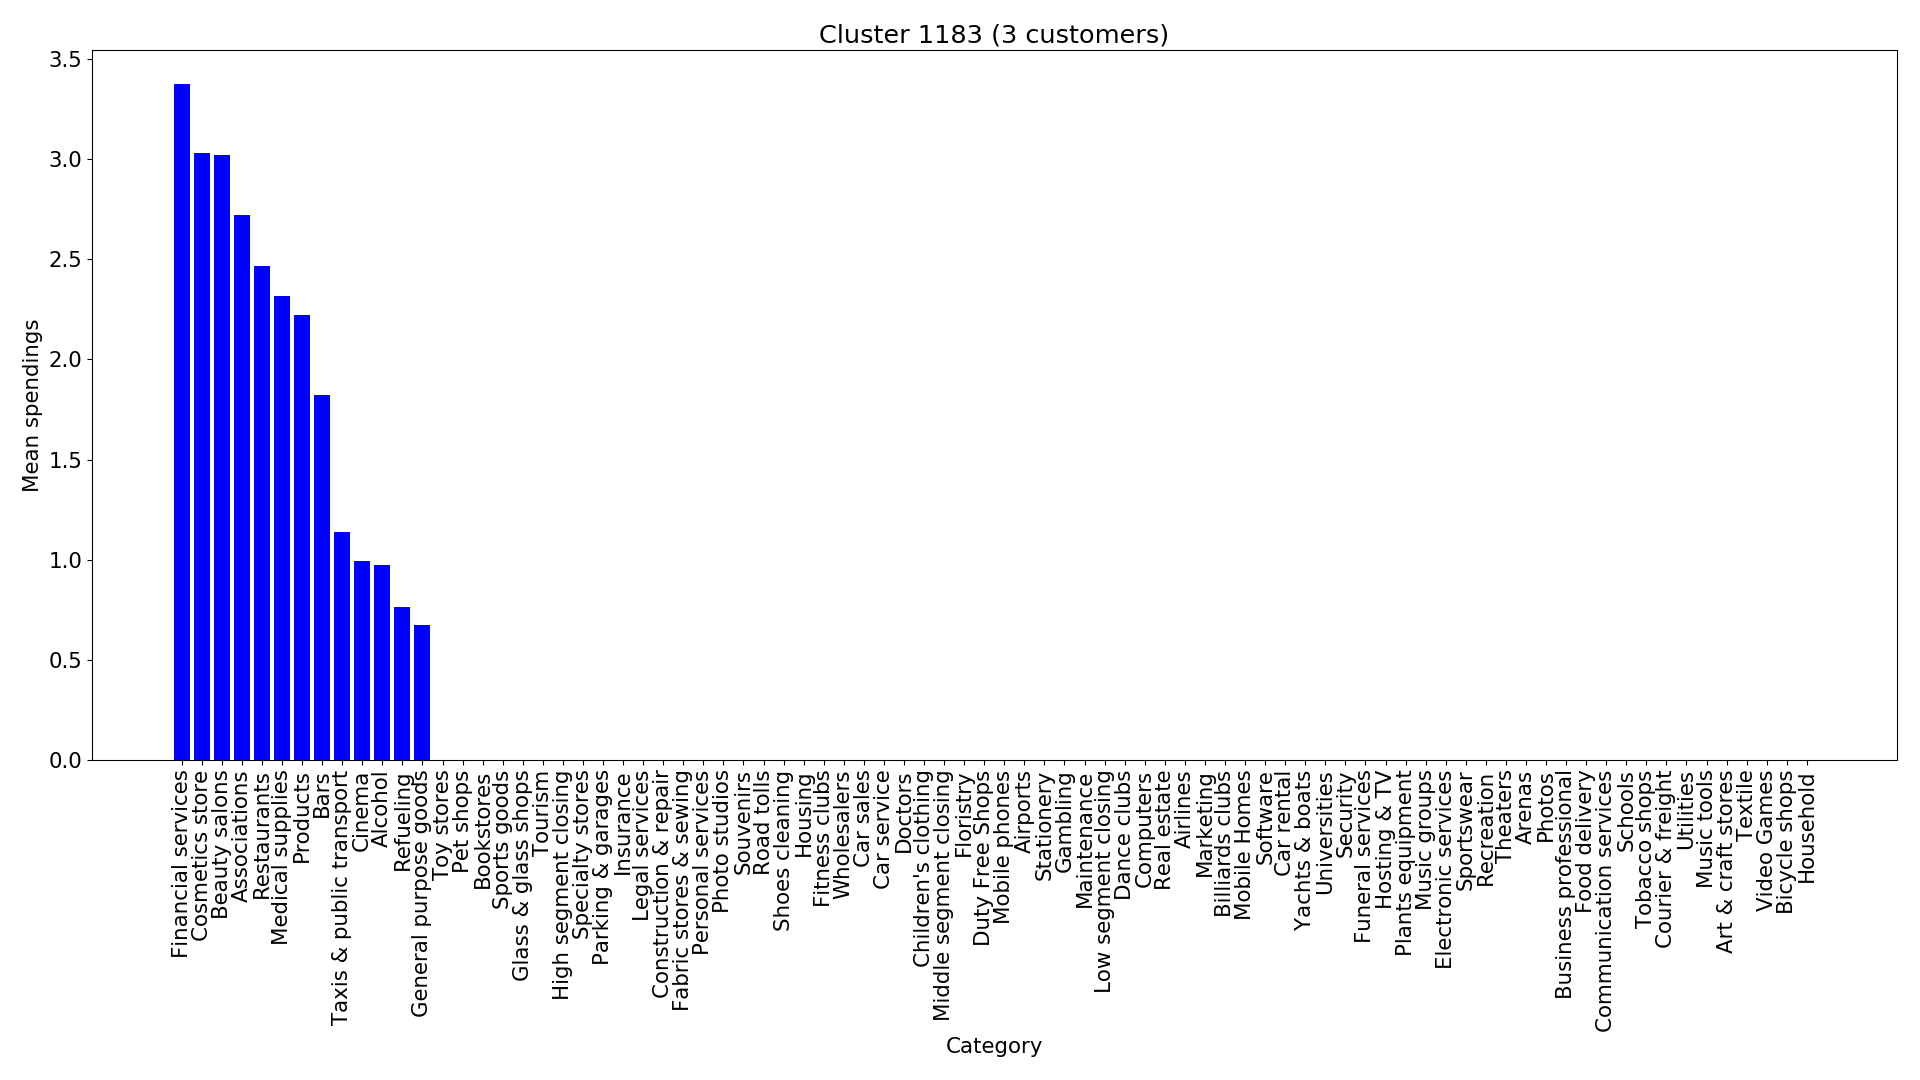 Cluster 1183 (3 customers)
Mean spendings
3.5
3.0
2.5
2.0
1.5
1.0
0.5
0.0
Financial services
Cosmetics store
Beauty salons
Associations
Restaurants
Medical supplies
Products
Bars
Taxis & public transport
Cinema
Alcohol
Refueling
General purpose goods
Toy stores
Pet shops
Bookstores
Sports goods
Glass & glass shops
Tourism
High segment closing
Specialty stores
Parking & garages
Insurance
Legal services
Construction & repair
Fabric stores & sewing
Personal services
Photo studios
Souvenirs
Road tolls
Shoes cleaning
Housing
Fitness clubs
Wholesalers
Car sales
Car service
Doctors
Children's clothing
Middle segment closing
Floristry
Duty Free Shops
Mobile phones
Airports
Stationery
Gambling
Maintenance
Low segment closing
Dance clubs
Computers
Real estate
Airlines
Marketing
Billiards clubs
Mobile Homes
Software
Car rental
Yachts & boats
Universities
Security
Funeral services
Hosting & TV
Plants equipment
Music groups
Electronic services
Sportswear
Recreation
Theaters
Arenas
Photos
Business professional
Food delivery
Communication services
Schools
Tobacco shops
Courier & freight
Utilities
Music tools
Art & craft stores
Textile
Video Games
Bicycle shops
Household
Category